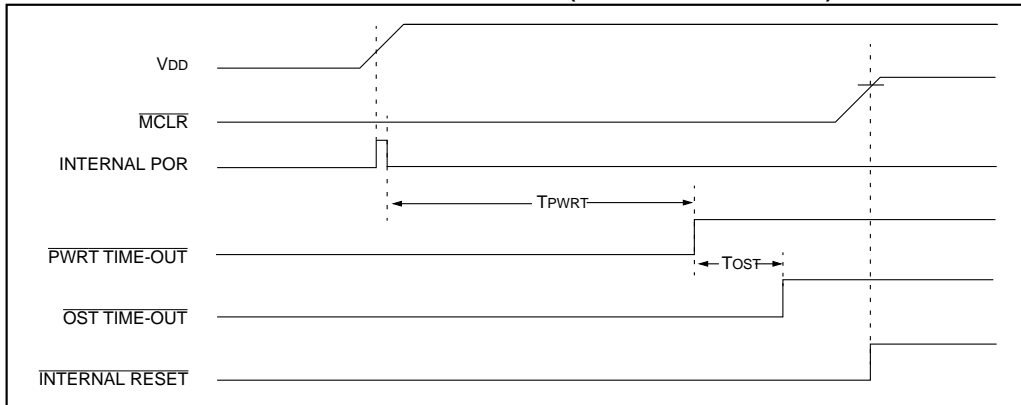 VDD
MCLR
INTERNAL POR
TPWRT
PWRT TIME-OUT
TOST
OST TIME-OUT
INTERNAL RESET